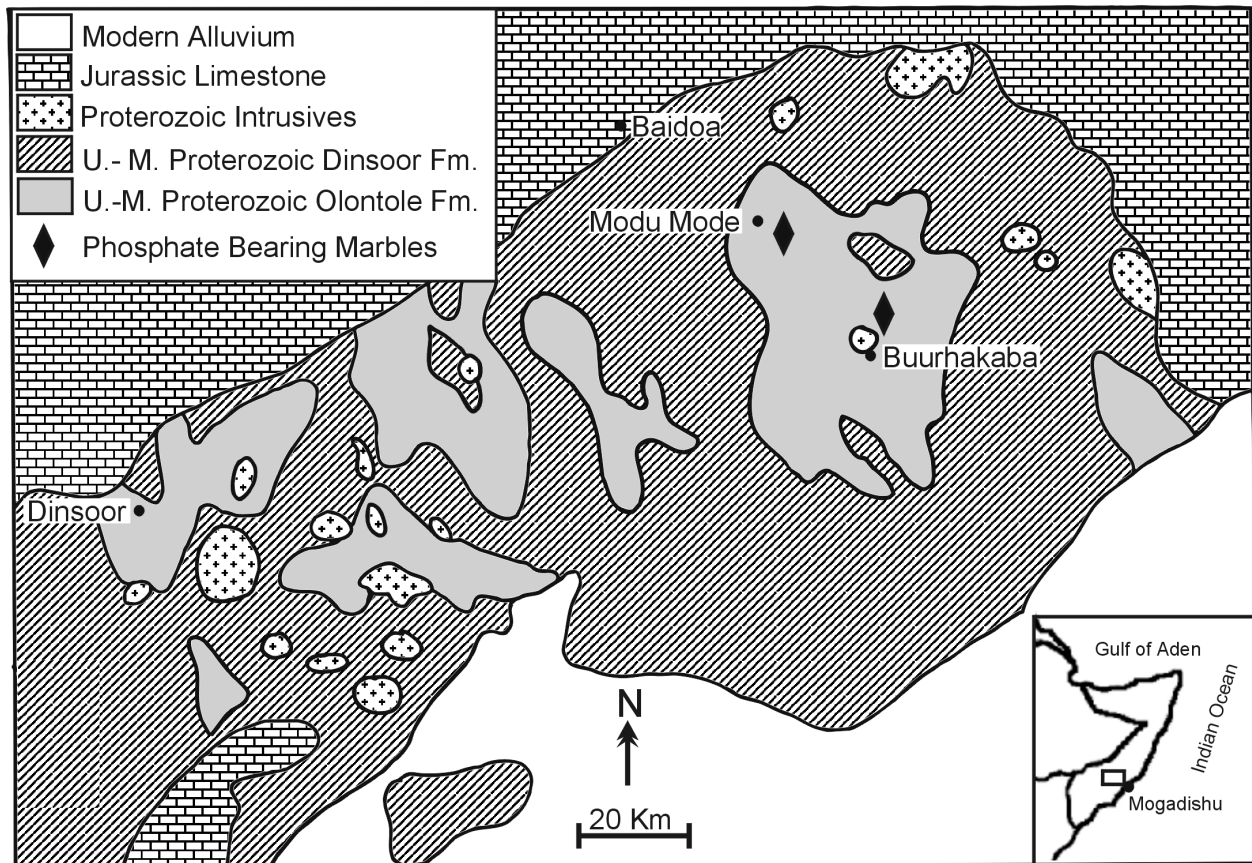 Modern Alluvium
Jurassic Limestone
Proterozoic Intrusives
U.- M. Proterozoic Dinsoor Fm.
U.-M. Proterozoic Olontole Fm.
Phosphate Bearing Marbles
Baidoa
Modu Mode
Buurhakaba
Dinsoor
N
20 Km
Gulf of Aden
Indian Ocean
Mogadishu